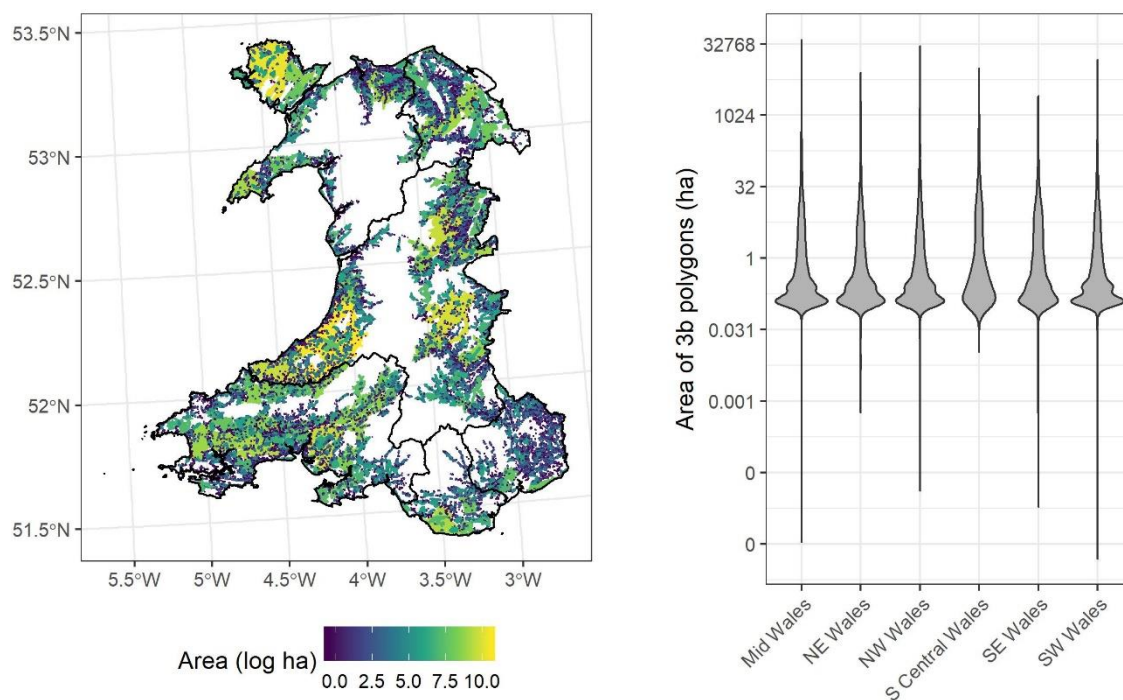 53.5°N
53°N
52.5°N
52°N
51.5°N
5.5°W 5°W 4.5°W 4°W 3.5°W 3°W
Area (log ha)
0.0 2.5 5.0 7.5 10.0
Area of 3b polygons (ha)
32768
1024
32
1
0.031
0.001
0
0
Mid Wales
NE Wales
NW Wales
S Central Wales
SE Wales
SW Wales